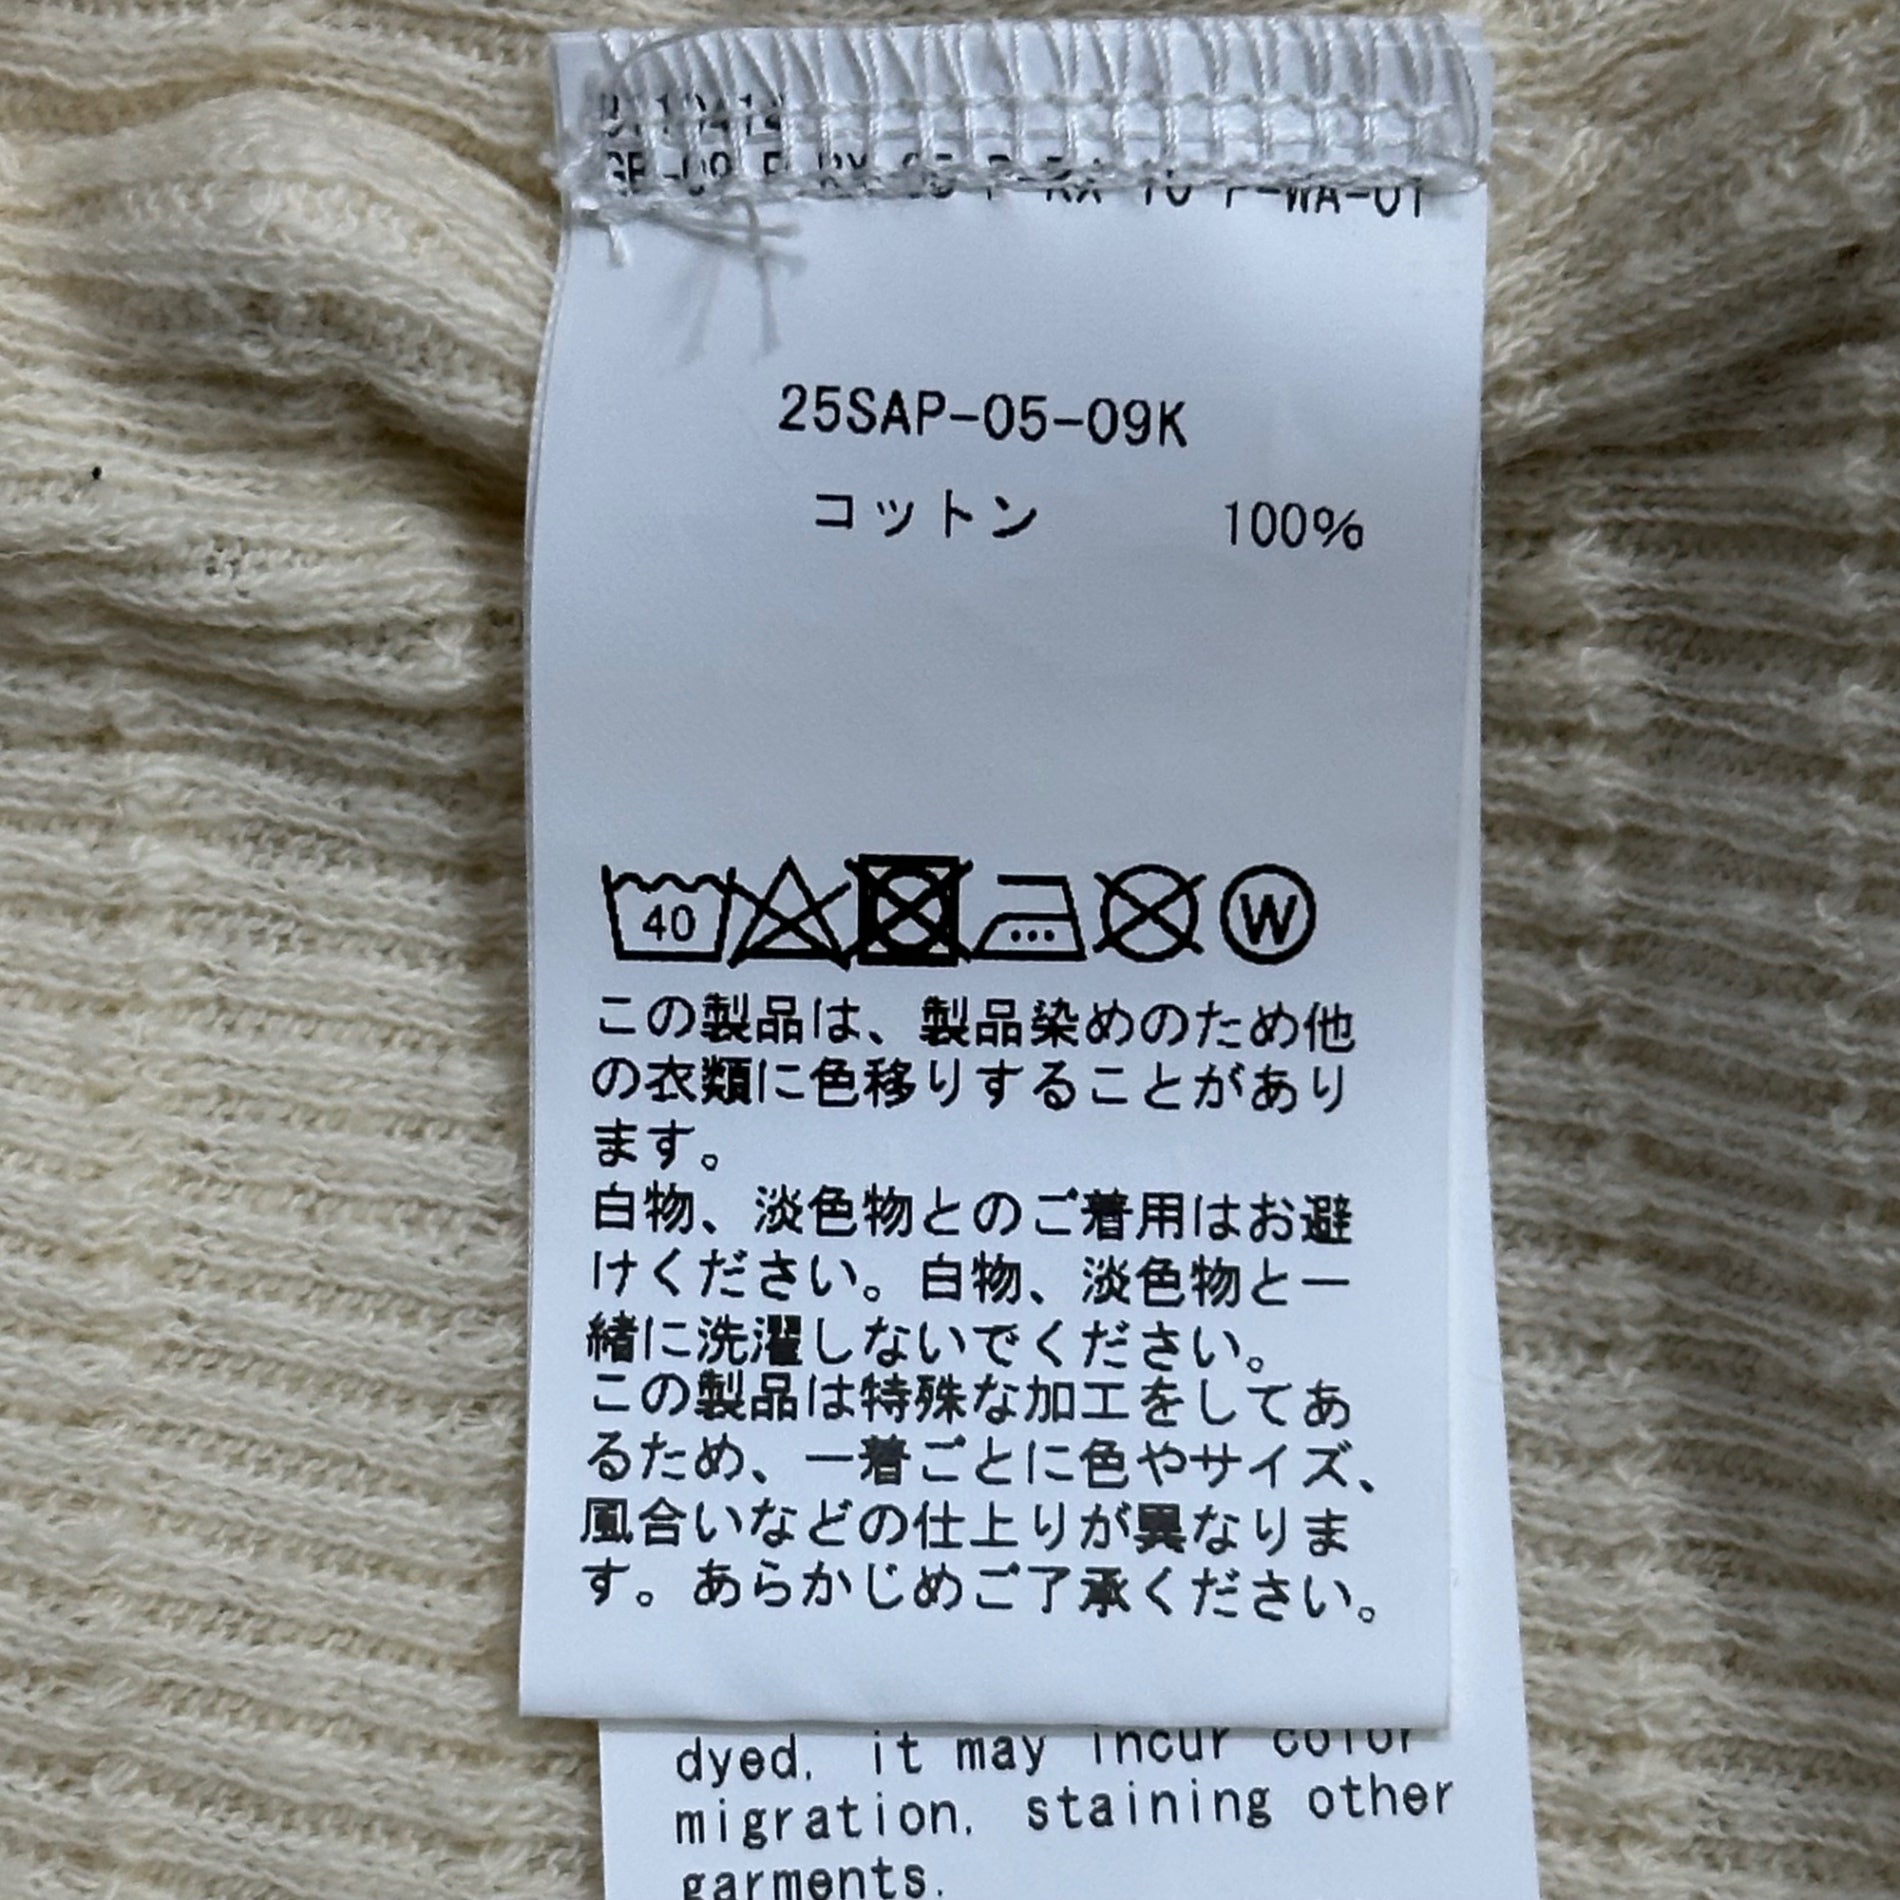 25SAP-05-09K
コットン 100%
40
W
この製品は、製品染めのため他
の衣類に色移りすることがあり
ます。
白物、淡色物とのご着用はお避
けください。白物、淡色物と一
緒に洗濯しないでください。
この製品は特殊な加工をしてあ
るため、一着ごとに色やサイズ、
風合いなどの仕上りが異なりま
す。あらかじめご了承ください。
dyed, it may incur color
migration, staining other
garments.